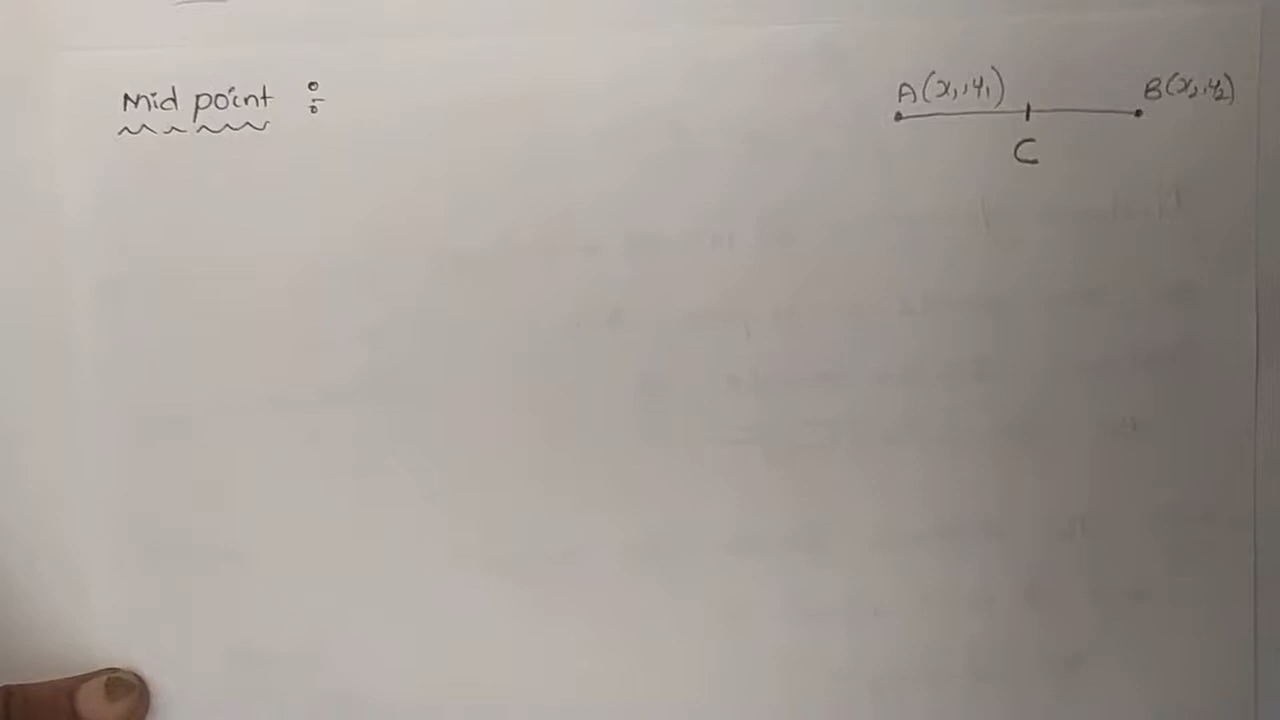 Mid point :-
A(x₁,y₁) B(x₂,y₂)
C